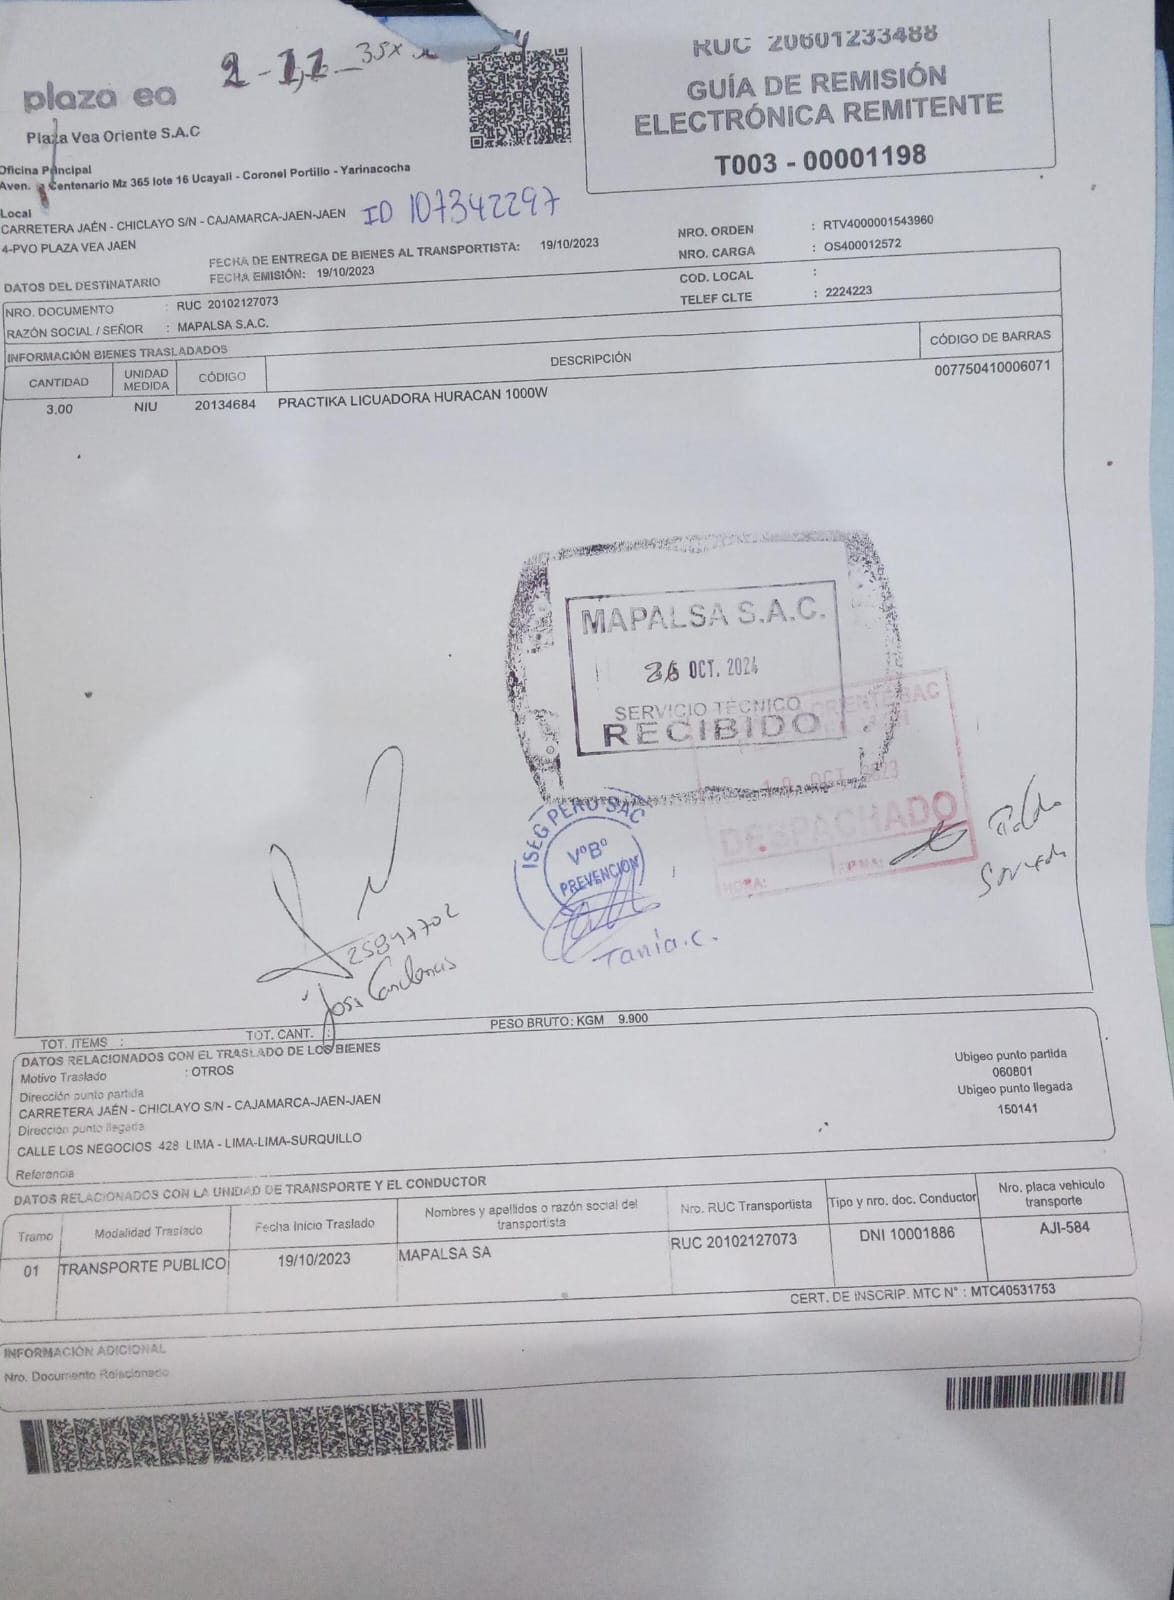 2-11_35x
plaza ea
Plaza Vea Oriente S.A.C
Oficina Principal
Aven. Centenario Mz 365 lote 16 Ucayali - Coronel Portillo - Yarinacocha
Local
CARRETERA JAÉN - CHICLAYO S/N - CAJAMARCA-JAEN-JAEN
4-PVO PLAZA VEA JAEN
ID 107342297
RUC 20601233488
GUÍA DE REMISIÓN
ELECTRÓNICA REMITENTE
T003 - 00001198
FECHA DE ENTREGA DE BIENES AL TRANSPORTISTA: 19/10/2023
FECHA EMISIÓN: 19/10/2023
NRO. ORDEN : RTV4000001543960
NRO. CARGA : OS400012572
COD. LOCAL :
TELEF CLTE : 2224223
DATOS DEL DESTINATARIO
NRO. DOCUMENTO : RUC 20102127073
RAZÓN SOCIAL / SEÑOR : MAPALSA S.A.C.
INFORMACIÓN BIENES TRASLADADOS
CANTIDAD UNIDAD MEDIDA CÓDIGO DESCRIPCIÓN CÓDIGO DE BARRAS
3.00 NIU 20134684 PRACTIKA LICUADORA HURACAN 1000W 007750410006071
MAPALSA S.A.C.
26 OCT. 2024
SERVICIO TÉCNICO
RECIBIDO
ORIENTE SAC
OCT 2023
DESPACHADO
HORA: FIRMA:
ISEG PERU SAC
VºBº
PREVENCION
Tania.C.
25897702
TOT. ITEMS : TOT. CANT. : PESO BRUTO: KGM 9.900
DATOS RELACIONADOS CON EL TRASLADO DE LOS BIENES
Motivo Traslado : OTROS
Dirección punto partida
CARRETERA JAÉN - CHICLAYO S/N - CAJAMARCA-JAEN-JAEN
Dirección punto llegada
CALLE LOS NEGOCIOS 428 LIMA - LIMA-LIMA-SURQUILLO
Referencia
Ubigeo punto partida
060801
Ubigeo punto llegada
150141
DATOS RELACIONADOS CON LA UNIDAD DE TRANSPORTE Y EL CONDUCTOR
Tramo Modalidad Traslado Fecha Inicio Traslado Nombres y apellidos o razón social del transportista Nro. RUC Transportista Tipo y nro. doc. Conductor Nro. placa vehiculo transporte
01 TRANSPORTE PUBLICO 19/10/2023 MAPALSA SA RUC 20102127073 DNI 10001886 AJI-584
CERT. DE INSCRIP. MTC N° : MTC40531753
INFORMACIÓN ADICIONAL
Nro. Documento Relacionado